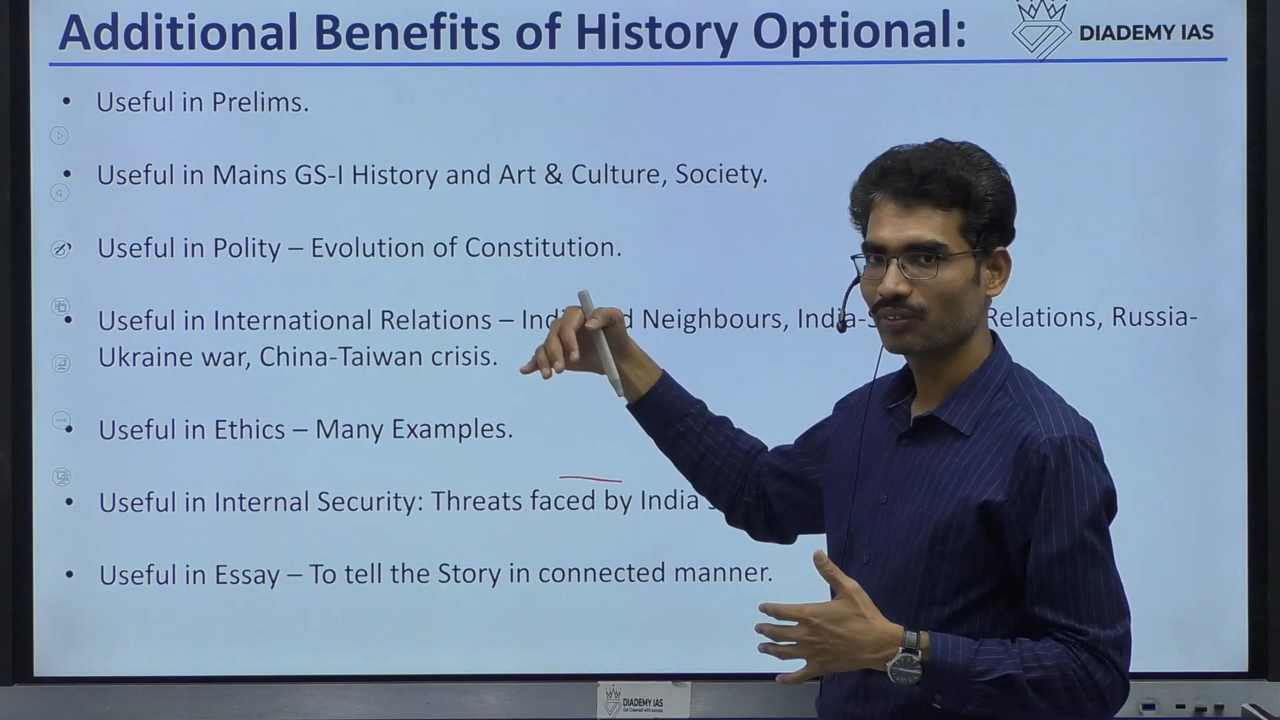 Additional Benefits of History Optional:
DIADEMY IAS
• Useful in Prelims.
• Useful in Mains GS-I History and Art & Culture, Society.
Useful in Polity – Evolution of Constitution.
• Useful in International Relations – Neighbours, Relations, Russia-
Ukraine war, China-Taiwan crisis.
• Useful in Ethics – Many Examples.
• Useful in Internal Security: Threats faced by India
• Useful in Essay – To tell the Story in connected manner.
DIADEMY IAS